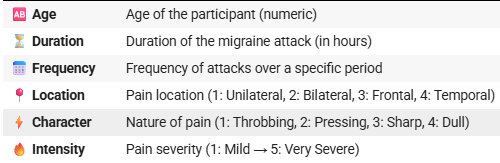 🆎 Age Age of the participant (numeric)
⏳ Duration Duration of the migraine attack (in hours)
📅 Frequency Frequency of attacks over a specific period
📍 Location Pain location (1: Unilateral, 2: Bilateral, 3: Frontal, 4: Temporal)
⚡ Character Nature of pain (1: Throbbing, 2: Pressing, 3: Sharp, 4: Dull)
🔥 Intensity Pain severity (1: Mild → 5: Very Severe)